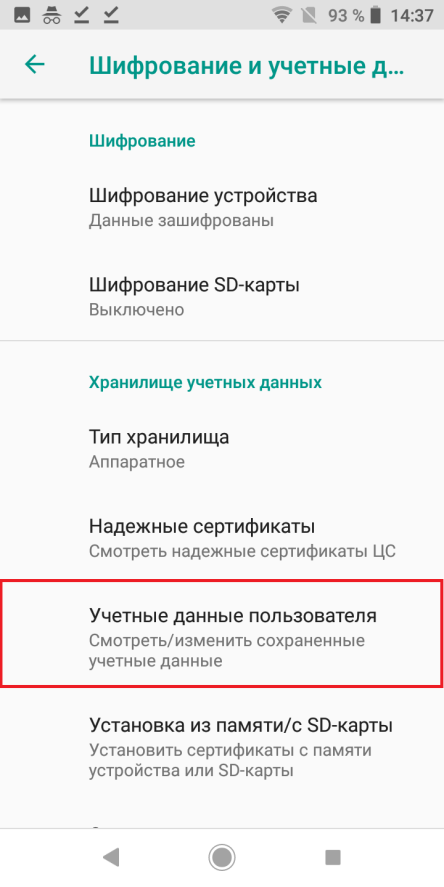 93 % 14:37
Шифрование и учетные д...
Шифрование
Шифрование устройства
Данные зашифрованы
Шифрование SD-карты
Выключено
Хранилище учетных данных
Тип хранилища
Аппаратное
Надежные сертификаты
Смотреть надежные сертификаты ЦС
Учетные данные пользователя
Смотреть/изменить сохраненные
учетные данные
Установка из памяти/с SD-карты
Установить сертификаты с памяти
устройства или SD-карты